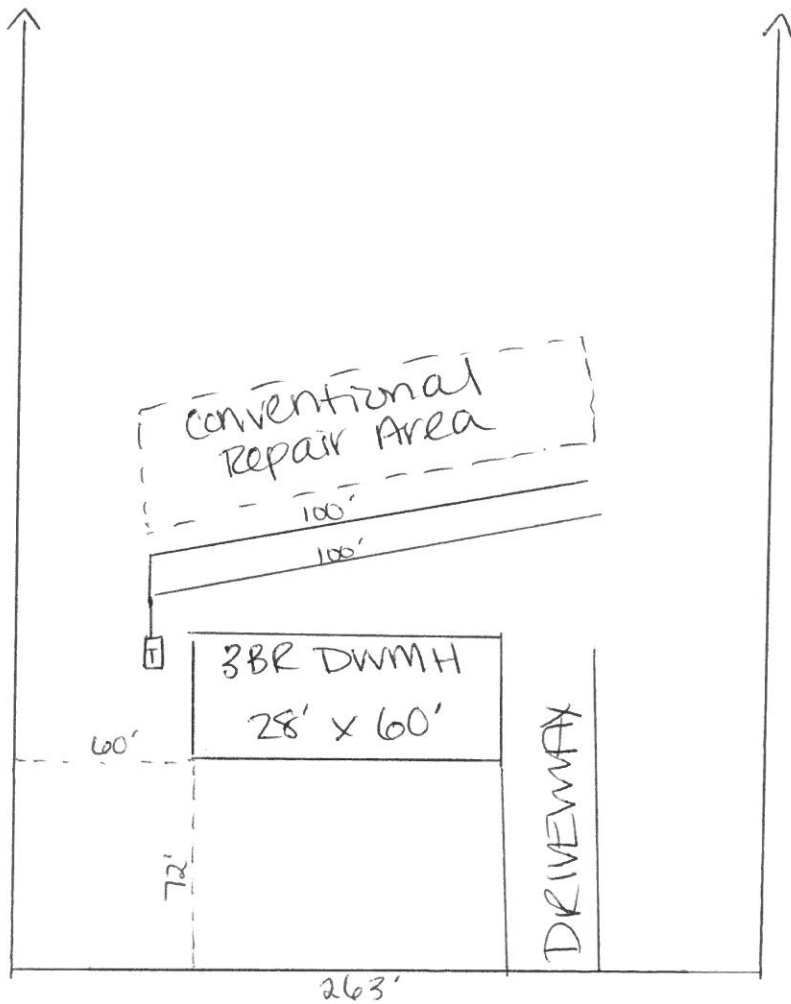 Conventional
Repair Area
100'
100'
T
3BR DWMH
28' x 60'
60'
72'
DRIVEWAY
263'